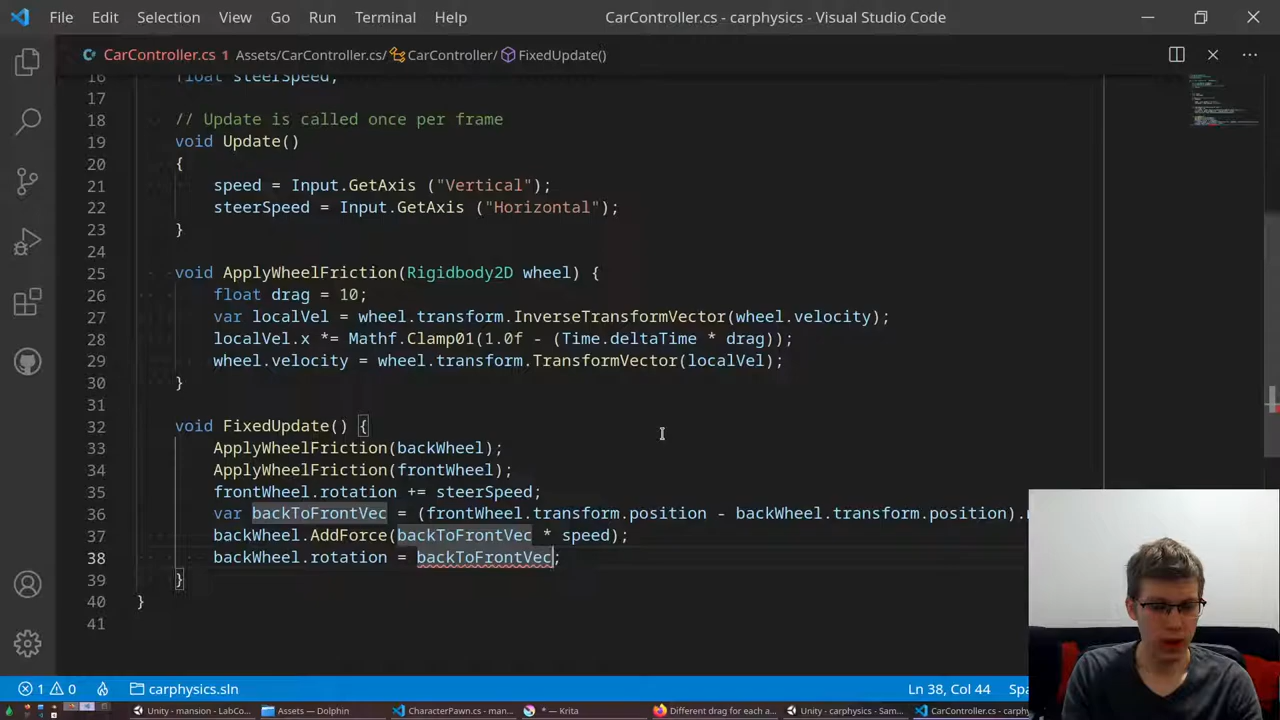 File Edit Selection View Go Run Terminal Help CarController.cs - carphysics - Visual Studio Code
CarController.cs 1 Assets/CarController.cs/ CarController/ FixedUpdate()
16 float steerSpeed;
17
18 // Update is called once per frame
19 void Update()
20 {
21 speed = Input.GetAxis ("Vertical");
22 steerSpeed = Input.GetAxis ("Horizontal");
23 }
24
25 void ApplyWheelFriction(Rigidbody2D wheel) {
26 float drag = 10;
27 var localVel = wheel.transform.InverseTransformVector(wheel.velocity);
28 localVel.x *= Mathf.Clamp01(1.0f - (Time.deltaTime * drag));
29 wheel.velocity = wheel.transform.TransformVector(localVel);
30 }
31
32 void FixedUpdate() {
33 ApplyWheelFriction(backWheel);
34 ApplyWheelFriction(frontWheel);
35 frontWheel.rotation += steerSpeed;
36 var backToFrontVec = (frontWheel.transform.position - backWheel.transform.position).
37 backWheel.AddForce(backToFrontVec * speed);
38 backWheel.rotation = backToFrontVec;
39 }
40 }
41
1 0 carphysics.sln Ln 38, Col 44 Spa
Unity - mansion - LabCo... Assets — Dolphin CharacterPawn.cs - man... * — Krita Different drag for each a... Unity - carphysics - Sam... CarController.cs - carphy...